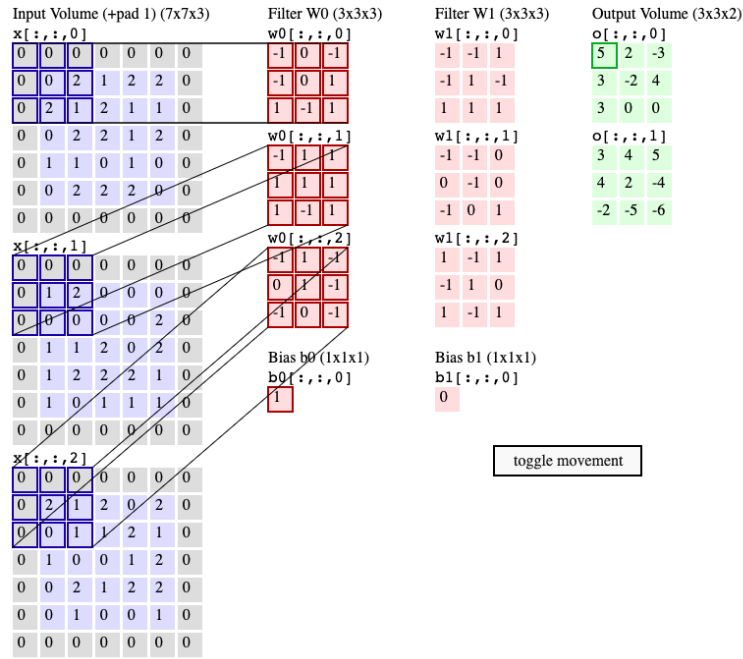 Input Volume (+pad 1) (7x7x3)
x[:,:,0]
0 0 0 0 0 0 0
0 0 2 1 2 2 0
0 2 1 2 1 1 0
0 0 2 2 1 2 0
0 1 1 0 1 0 0
0 0 2 2 2 0 0
0 0 0 0 0 0 0
x[:,:,1]
0 0 0 0 0 0 0
0 1 2 0 0 0 0
0 0 0 0 0 2 0
0 1 1 2 0 2 0
0 1 2 2 2 1 0
0 1 0 1 1 1 0
0 0 0 0 0 0 0
x[:,:,2]
0 0 0 0 0 0 0
0 2 1 2 0 2 0
0 0 1 1 2 1 0
0 1 0 0 1 2 0
0 0 2 1 2 2 0
0 0 1 0 0 1 0
0 0 0 0 0 0 0
Filter W0 (3x3x3)
w0[:,:,0]
-1 0 -1
-1 0 1
1 -1 1
w0[:,:,1]
-1 1 1
1 1 1
1 -1 1
w0[:,:,2]
-1 1 -1
0 1 -1
-1 0 -1
Bias b0 (1x1x1)
b0[:,:,0]
1
Filter W1 (3x3x3)
w1[:,:,0]
-1 -1 1
-1 1 -1
1 1 1
w1[:,:,1]
-1 -1 0
0 -1 0
-1 0 1
w1[:,:,2]
1 -1 1
-1 1 0
1 -1 1
Bias b1 (1x1x1)
b1[:,:,0]
0
Output Volume (3x3x2)
o[:,:,0]
5 2 -3
3 -2 4
3 0 0
o[:,:,1]
3 4 5
4 2 -4
-2 -5 -6
toggle movement